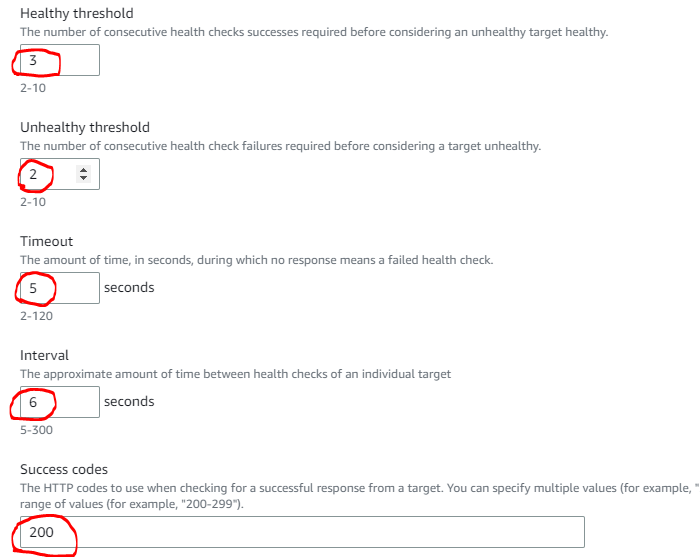 Healthy threshold
The number of consecutive health checks successes required before considering an unhealthy target healthy.
3
2-10
Unhealthy threshold
The number of consecutive health check failures required before considering a target unhealthy.
2
2-10
Timeout
The amount of time, in seconds, during which no response means a failed health check.
5 seconds
2-120
Interval
The approximate amount of time between health checks of an individual target
6 seconds
5-300
Success codes
The HTTP codes to use when checking for a successful response from a target. You can specify multiple values (for example, "
range of values (for example, "200-299").
200